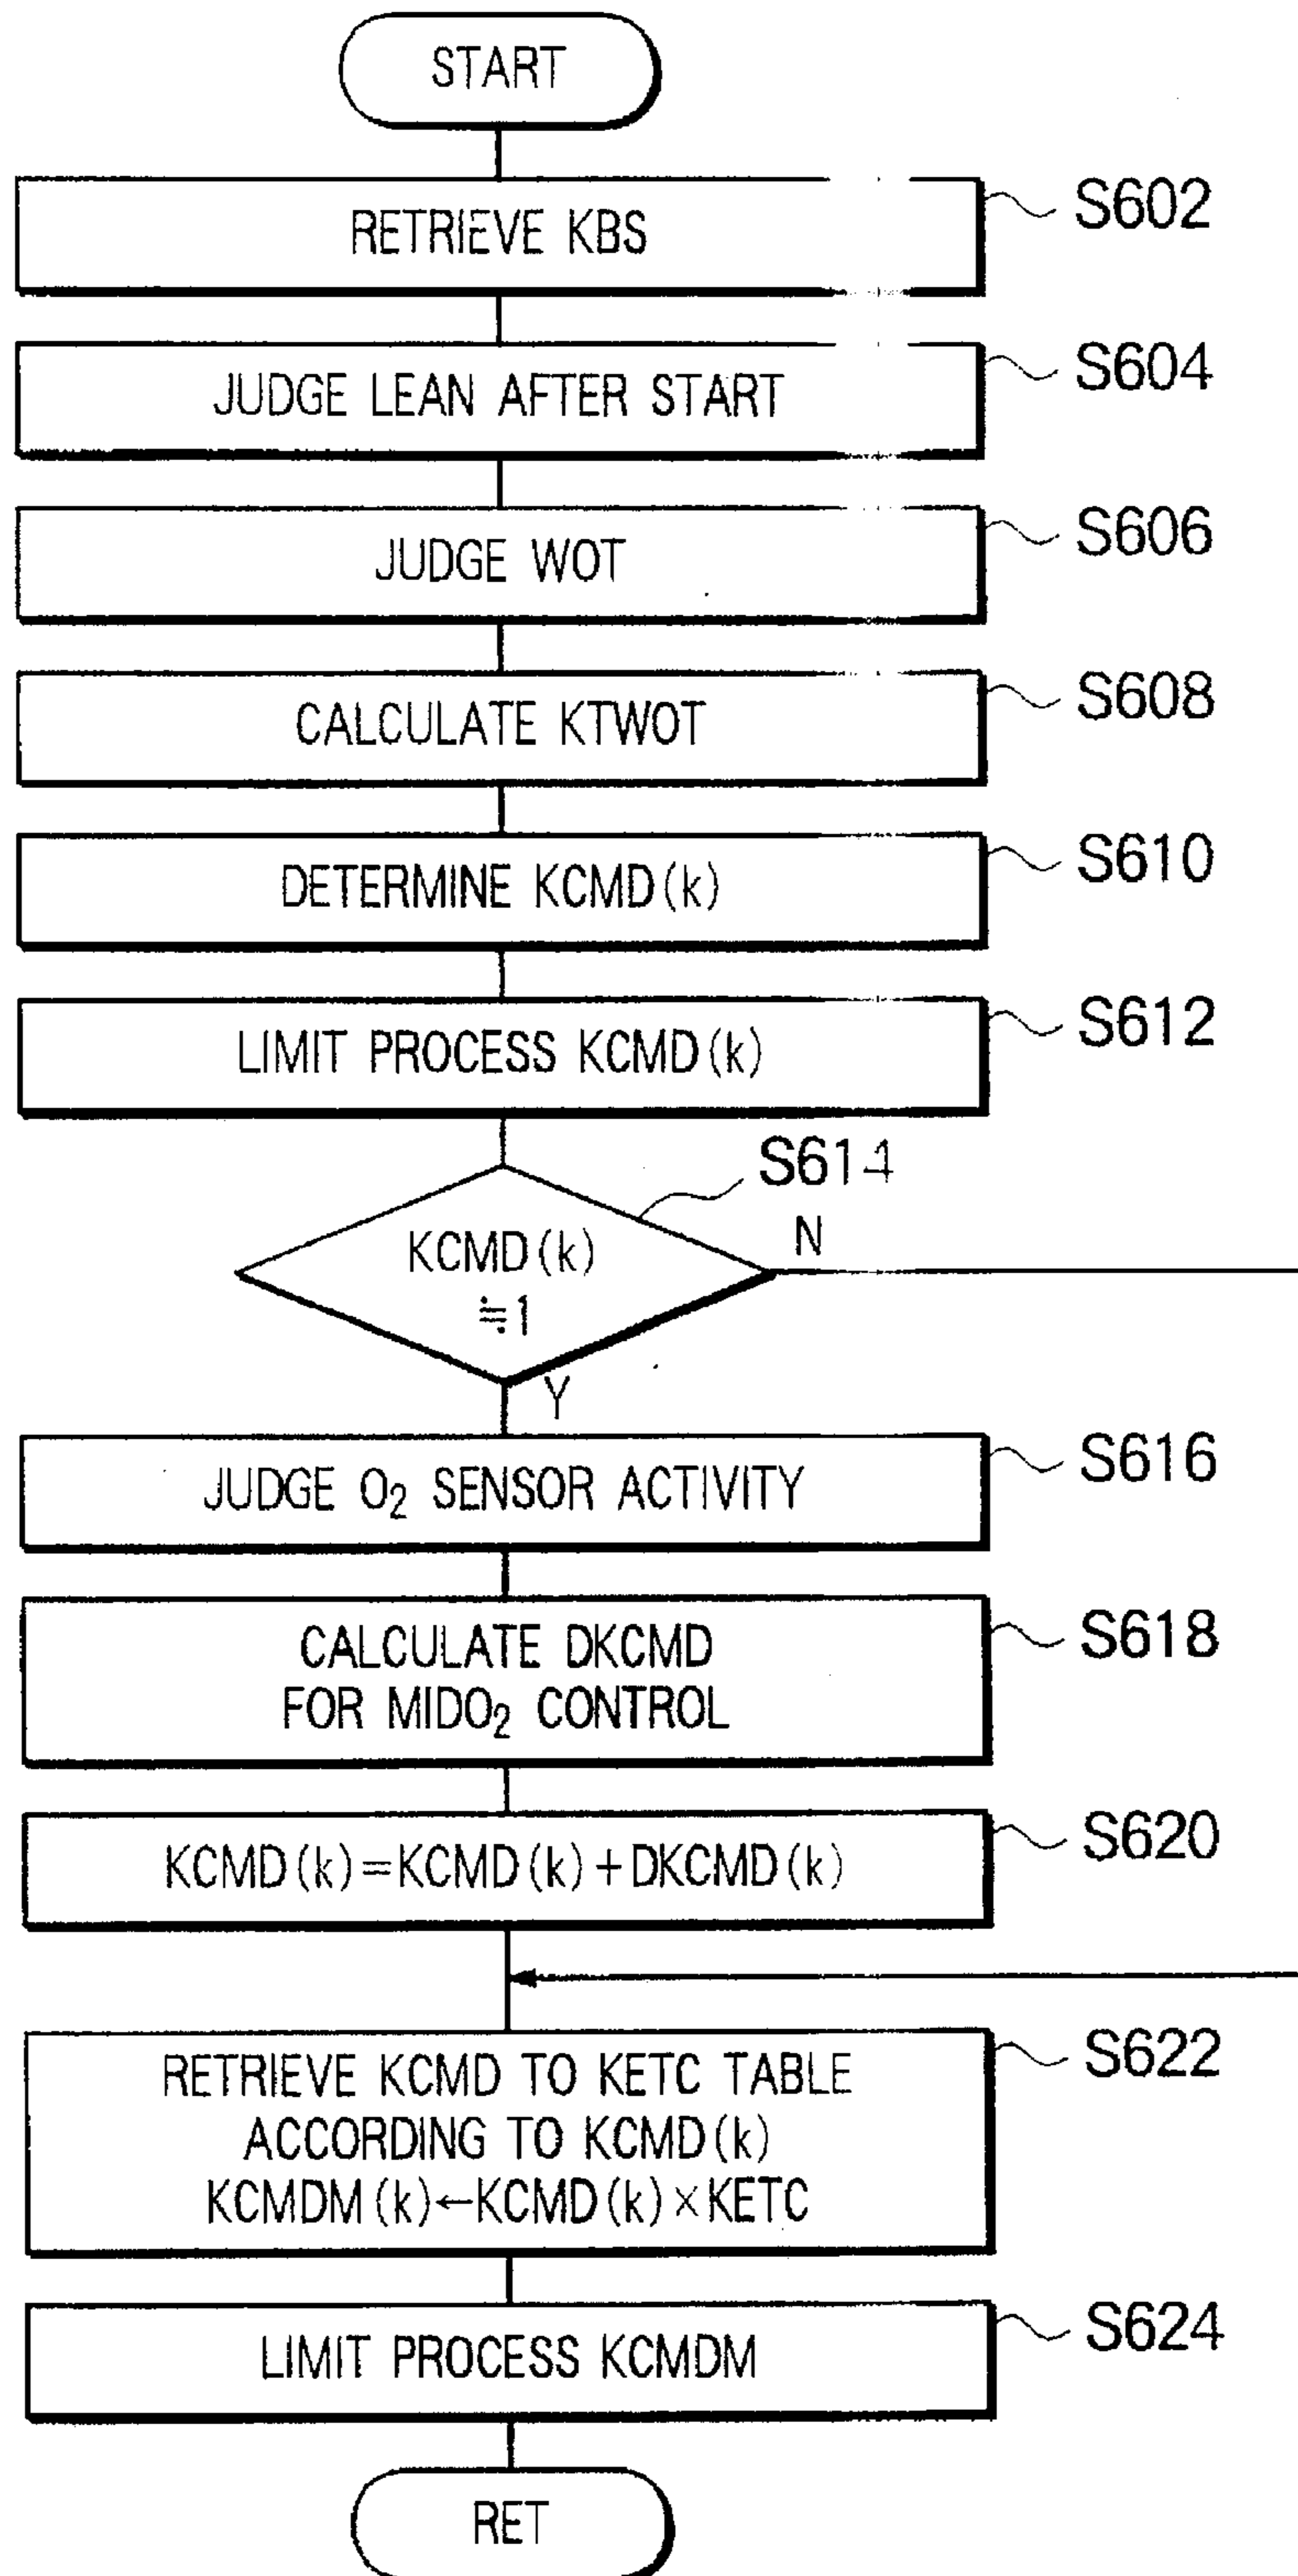 START
RETRIEVE KBS
S602
JUDGE LEAN AFTER START
S604
JUDGE WOT
S606
CALCULATE KTWOT
S608
DETERMINE KCMD(k)
S610
LIMIT PROCESS KCMD(k)
S612
S614
KCMD(k)
≒1
N
Y
JUDGE O₂ SENSOR ACTIVITY
S616
CALCULATE DKCMD
FOR MIDO₂ CONTROL
S618
KCMD(k)=KCMD(k)+DKCMD(k)
S620
RETRIEVE KCMD TO KETC TABLE
ACCORDING TO KCMD(k)
KCMDM(k)←KCMD(k)×KETC
S622
LIMIT PROCESS KCMDM
S624
RET